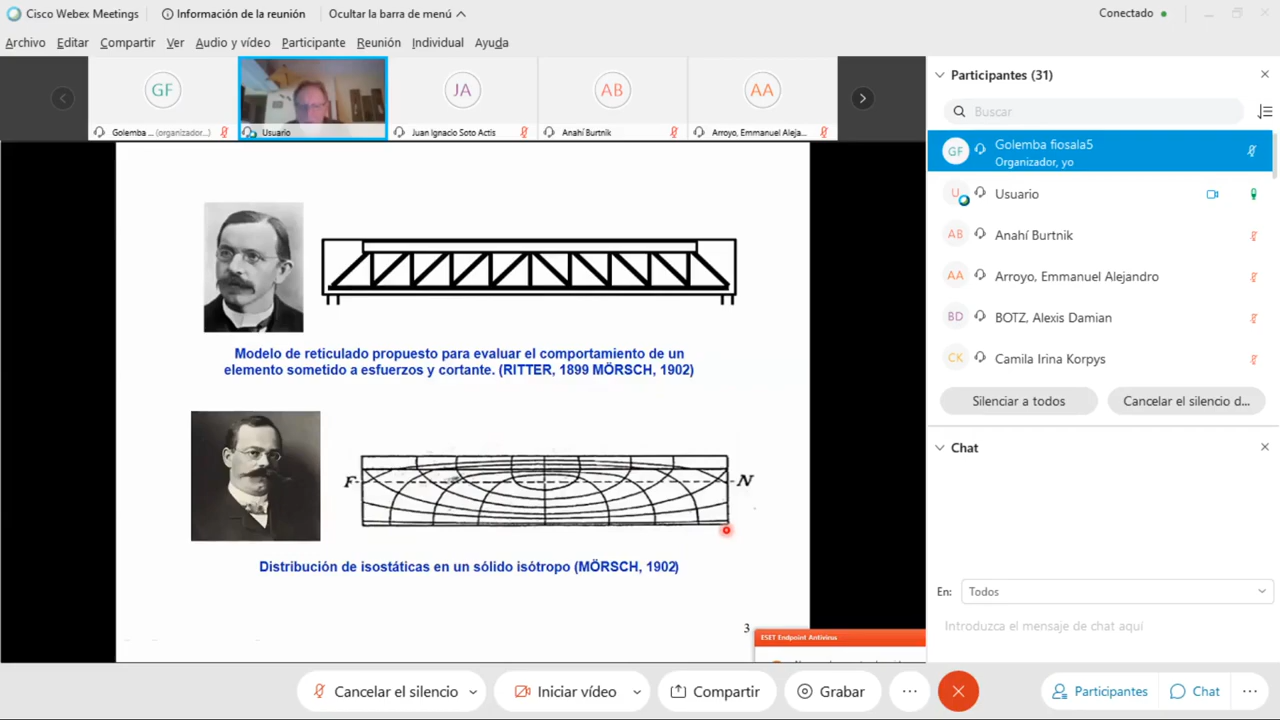 Cisco Webex Meetings
Información de la reunión
Ocultar la barra de menú
Conectado
Archivo Editar Compartir Ver Audio y vídeo Participante Reunión Individual Ayuda
GF
JA
AB
AA
Golemba ... (organizador...)
Usuario
Juan Ignacio Soto Actis
Anahí Burtnik
Arroyo, Emmanuel Aleja...
Modelo de reticulado propuesto para evaluar el comportamiento de un
elemento sometido a esfuerzos y cortante. (RITTER, 1899 MÖRSCH, 1902)
F
N
Distribución de isostáticas en un sólido isótropo (MÖRSCH, 1902)
3
ESET Endpoint Antivirus
Participantes (31)
Buscar
GF
Golemba fiosala5
Organizador, yo
U
Usuario
AB
Anahí Burtnik
AA
Arroyo, Emmanuel Alejandro
BD
BOTZ, Alexis Damian
CK
Camila Irina Korpys
Silenciar a todos
Cancelar el silencio d...
Chat
En:
Todos
Introduzca el mensaje de chat aquí
Cancelar el silencio
Iniciar vídeo
Compartir
Grabar
Participantes
Chat